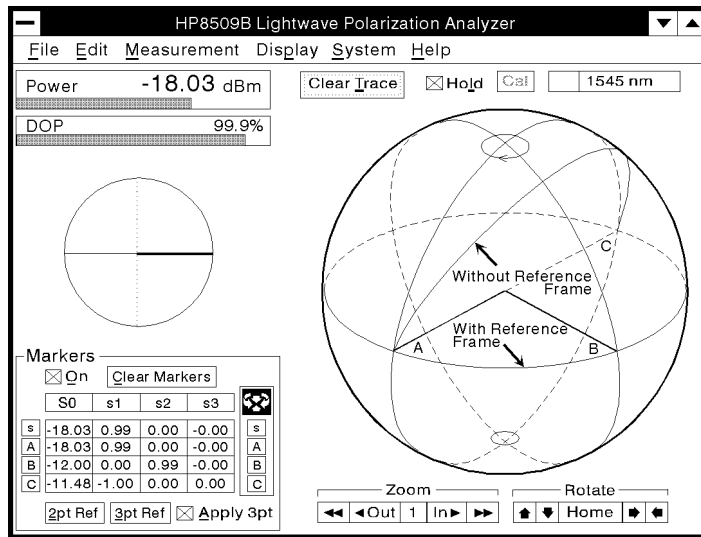 HP8509B Lightwave Polarization Analyzer
File Edit Measurement Display System Help
Power -18.03 dBm
DOP 99.9%
Clear Trace Hold Cal 1545 nm
C
Without Reference
Frame
With Reference
Frame
A
B
Markers
On Clear Markers
S0 s1 s2 s3
s -18.03 0.99 0.00 -0.00 s
A -18.03 0.99 0.00 -0.00 A
B -12.00 0.00 0.99 -0.00 B
C -11.48 -1.00 0.00 0.00 C
2pt Ref 3pt Ref Apply 3pt
Zoom
Out 1 In
Rotate
Home